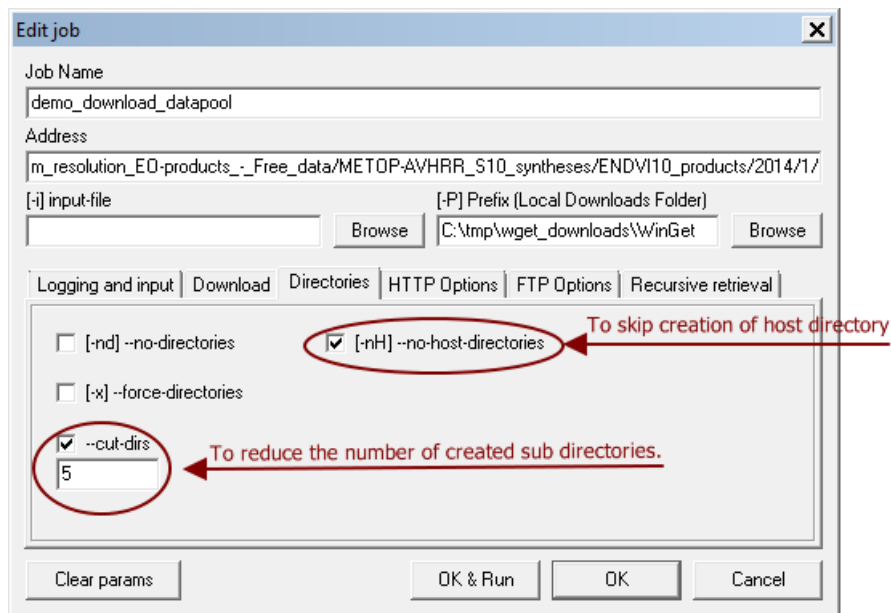 Edit job
Job Name
demo_download_datapool
Address
m_resolution_EO-products_-_Free_data/METOP-AVHRR_S10_syntheses/ENDVI10_products/2014/1/
[-i] input-file
[-P] Prefix (Local Downloads Folder)
Browse
C:\tmp\wget_downloads\WinGet
Browse
Logging and input
Download
Directories
HTTP Options
FTP Options
Recursive retrieval
[-nd] --no-directories
[-nH] --no-host-directories
To skip creation of host directory
[-x] --force-directories
--cut-dirs
5
To reduce the number of created sub directories.
Clear params
OK & Run
OK
Cancel